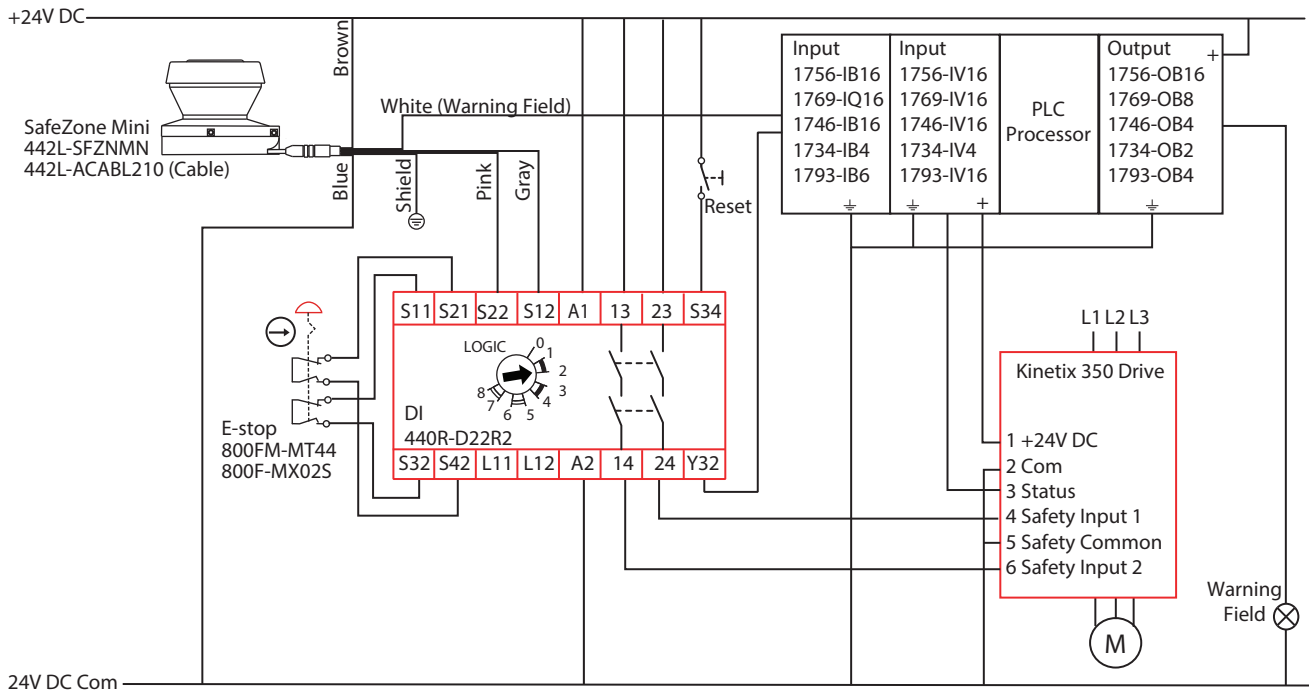 +24V DC
Brown
White (Warning Field)
SafeZone Mini
442L-SFZNMN
442L-ACABL210 (Cable)
Blue
Shield
Pink
Gray
Reset
Input
1756-IB16
1769-IQ16
1746-IB16
1734-IB4
1793-IB6
Input
1756-IV16
1769-IV16
1746-IV16
1734-IV4
1793-IV16
+
PLC
Processor
Output
+
1756-OB16
1769-OB8
1746-OB4
1734-OB2
1793-OB4
S11 S21 S22 S12 A1 13 23 S34
LOGIC
0
1
2
3
4
5
6
7
8
DI
440R-D22R2
S32 S42 L11 L12 A2 14 24 Y32
E-stop
800FM-MT44
800F-MX02S
L1 L2 L3
Kinetix 350 Drive
1 +24V DC
2 Com
3 Status
4 Safety Input 1
5 Safety Common
6 Safety Input 2
M
Warning
Field
24V DC Com